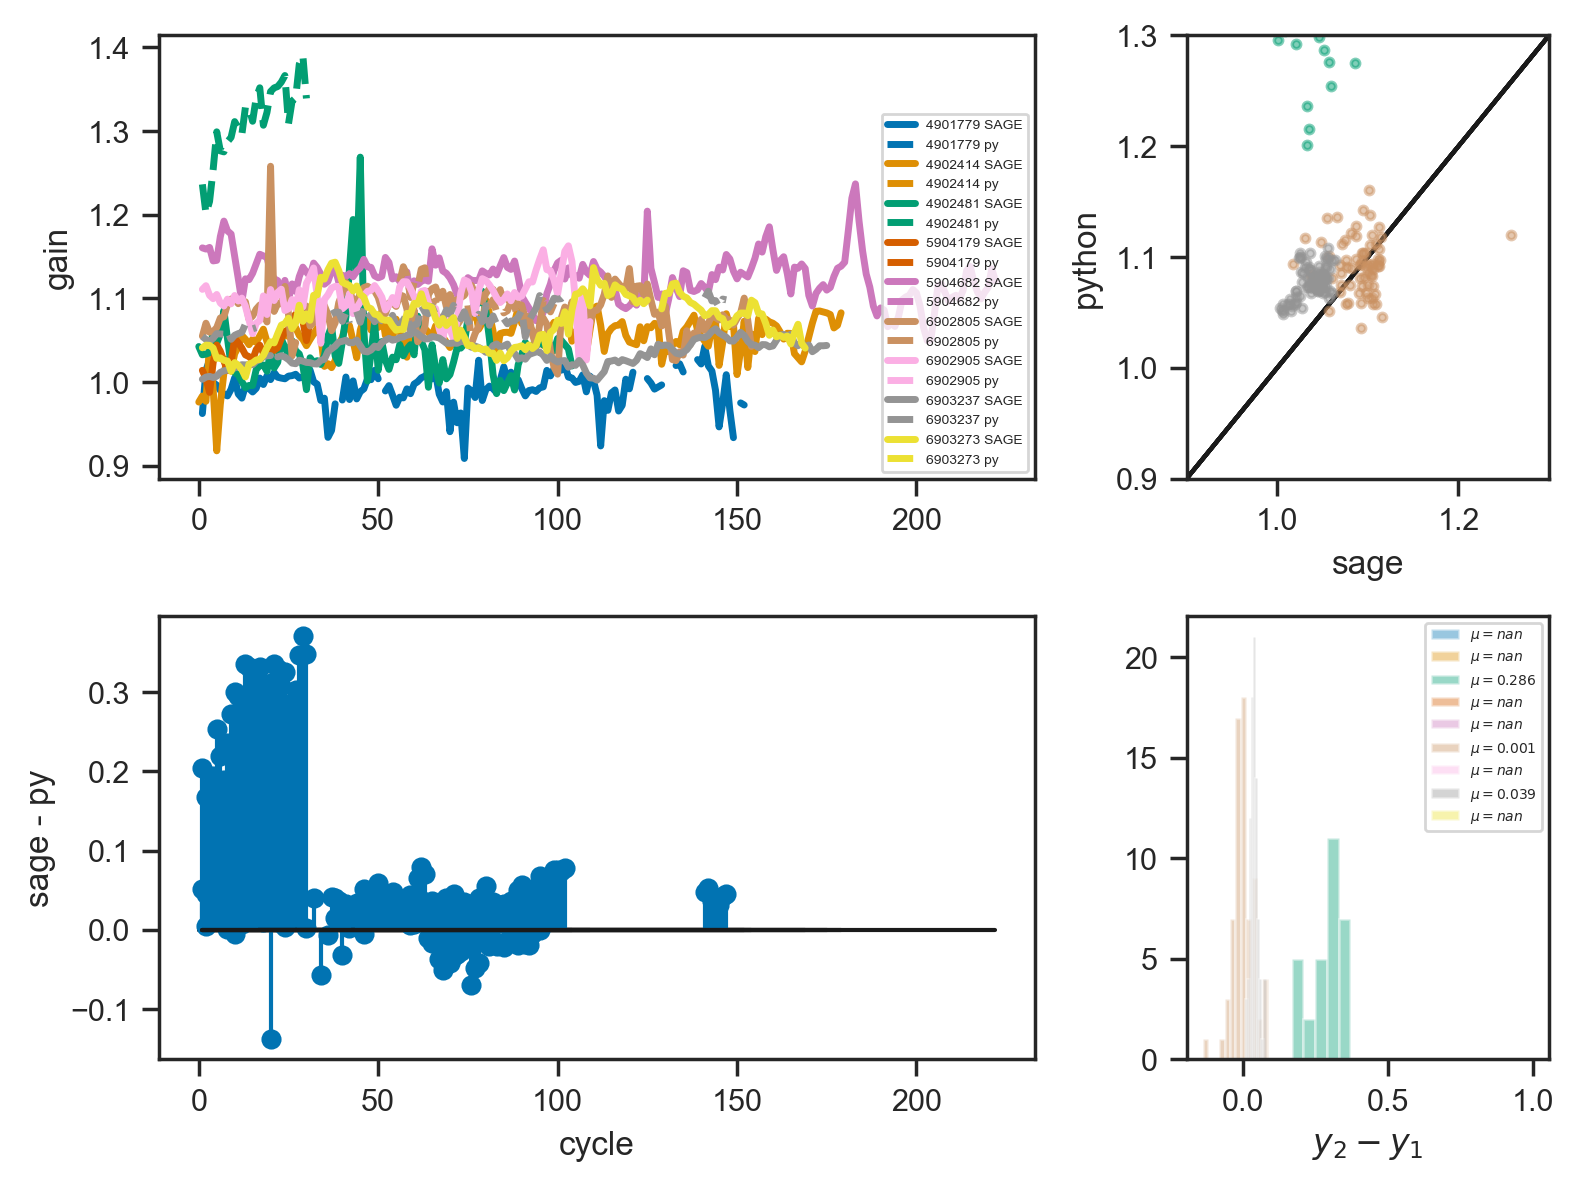 1.4
1.3
1.2
1.1
1.0
0.9
gain
0
50
100
150
200
4901779 SAGE
4901779 py
4902414 SAGE
4902414 py
4902481 SAGE
4902481 py
5904179 SAGE
5904179 py
5904682 SAGE
5904682 py
6902805 SAGE
6902805 py
6902905 SAGE
6902905 py
6903237 SAGE
6903237 py
6903273 SAGE
6903273 py
1.3
1.2
1.1
1.0
0.9
python
1.0
1.2
sage
0.3
0.2
0.1
0.0
−0.1
sage - py
0
50
100
150
200
cycle
20
15
10
5
0
μ = nan
μ = nan
μ = 0.286
μ = nan
μ = nan
μ = 0.001
μ = nan
μ = 0.039
μ = nan
0.0
0.5
1.0
y₂ − y₁